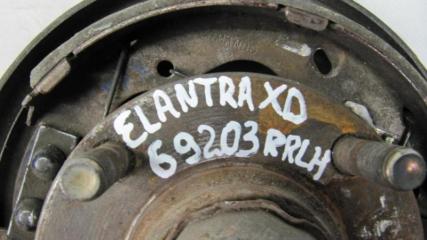 ELANTRA XD
69203 RRLH